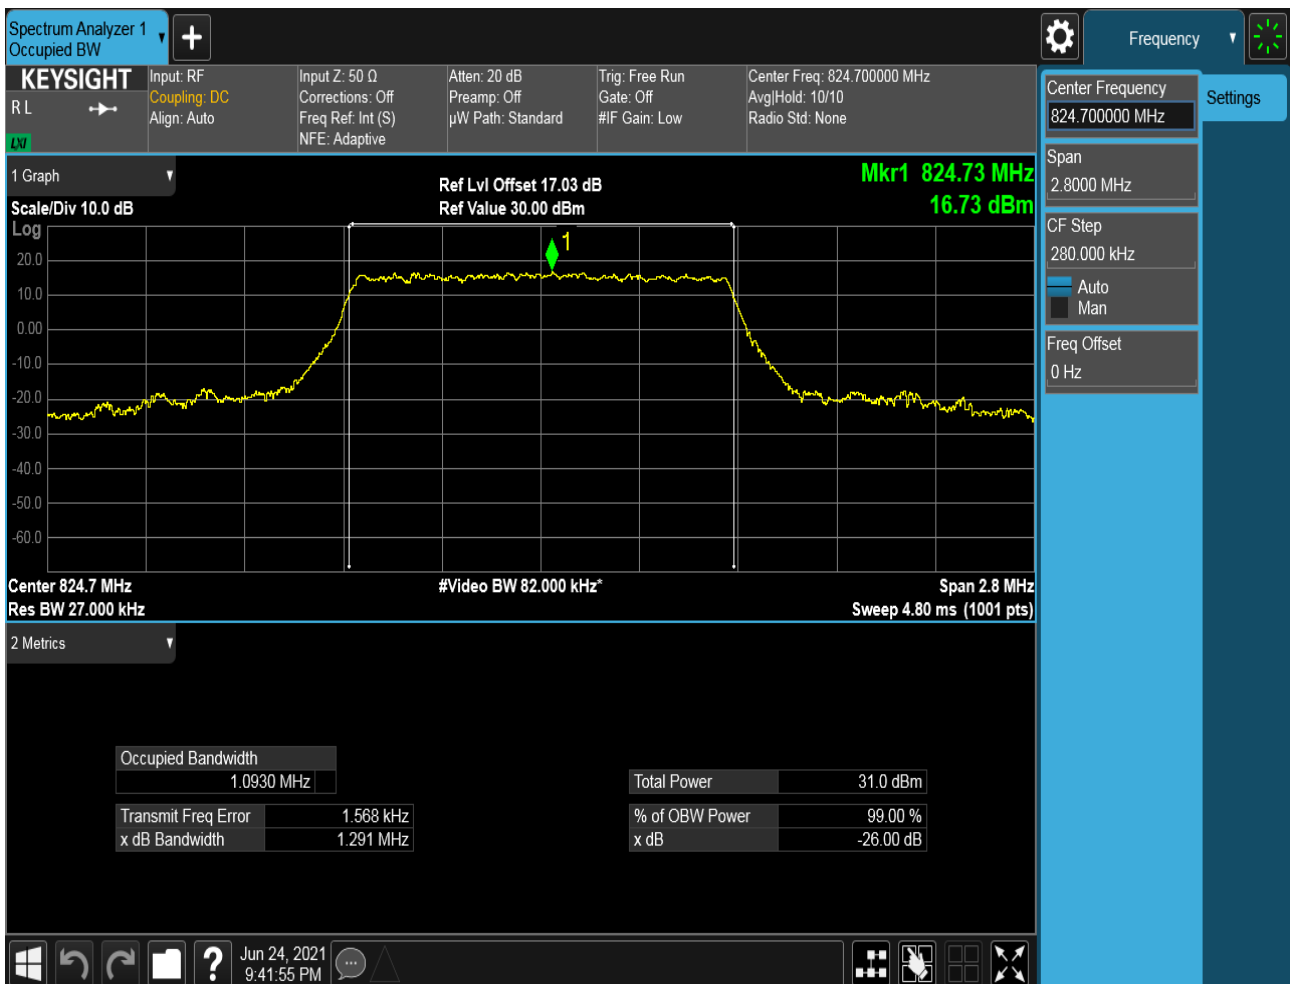 Spectrum Analyzer 1
Occupied BW
Frequency
KEYSIGHT
R L
LXI
Input: RF
Coupling: DC
Align: Auto
Input Z: 50 Ω
Corrections: Off
Freq Ref: Int (S)
NFE: Adaptive
Atten: 20 dB
Preamp: Off
µW Path: Standard
Trig: Free Run
Gate: Off
#IF Gain: Low
Center Freq: 824.700000 MHz
Avg|Hold: 10/10
Radio Std: None
Center Frequency
824.700000 MHz
Settings
Span
2.8000 MHz
CF Step
280.000 kHz
Auto
Man
Freq Offset
0 Hz
1 Graph
Scale/Div 10.0 dB
Ref Lvl Offset 17.03 dB
Ref Value 30.00 dBm
Mkr1 824.73 MHz
16.73 dBm
Log
1
20.0
10.0
0.00
-10.0
-20.0
-30.0
-40.0
-50.0
-60.0
Center 824.7 MHz
#Video BW 82.000 kHz*
Span 2.8 MHz
Res BW 27.000 kHz
Sweep 4.80 ms (1001 pts)
2 Metrics
Occupied Bandwidth
1.0930 MHz
Total Power 31.0 dBm
Transmit Freq Error 1.568 kHz
% of OBW Power 99.00 %
x dB Bandwidth 1.291 MHz
x dB -26.00 dB
?
Jun 24, 2021
9:41:55 PM